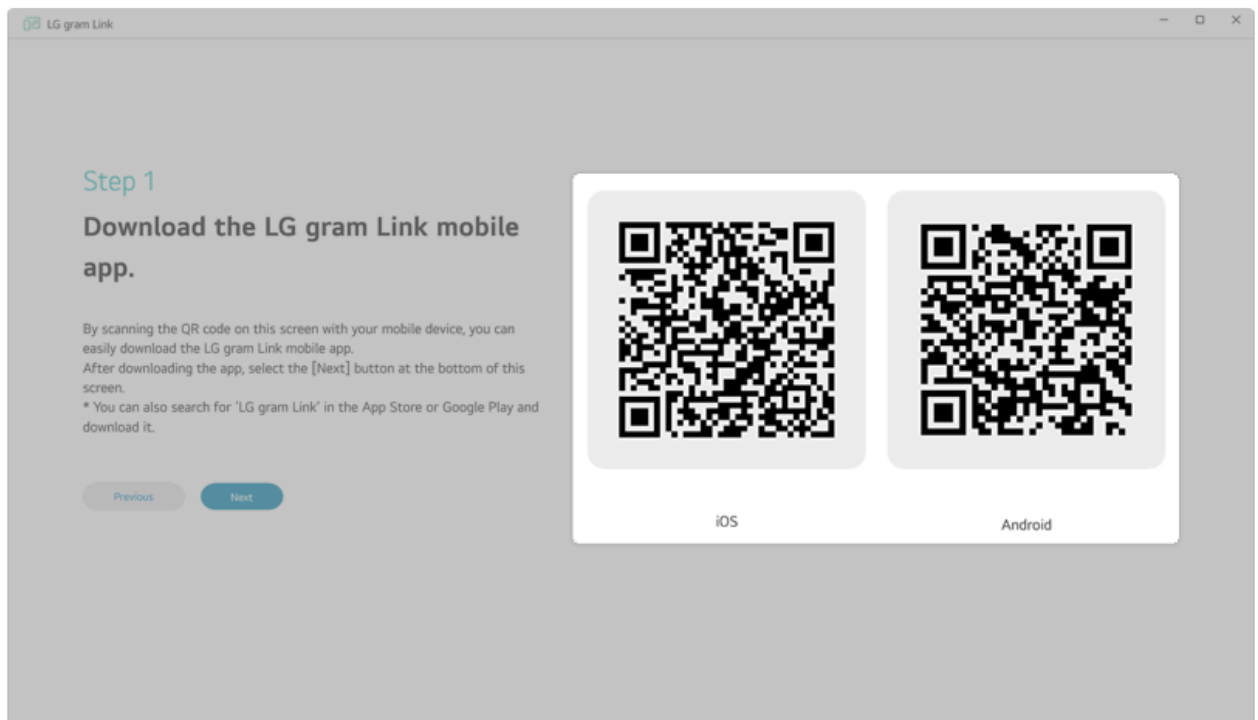 LG gram Link
Step 1
Download the LG gram Link mobile
app.
By scanning the QR code on this screen with your mobile device, you can
easily download the LG gram Link mobile app.
After downloading the app, select the [Next] button at the bottom of this
screen.
* You can also search for 'LG gram Link' in the App Store or Google Play and
download it.
Previous
Next
iOS
Android